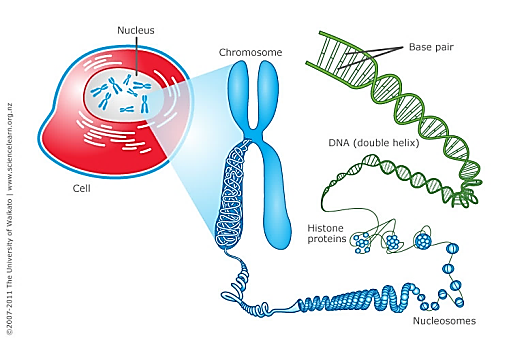 Nucleus
Chromosome
Base pair
DNA (double helix)
Cell
Histone
proteins
Nucleosomes
©2007-2011 The University of Waikato | www.sciencelearn.org.nz